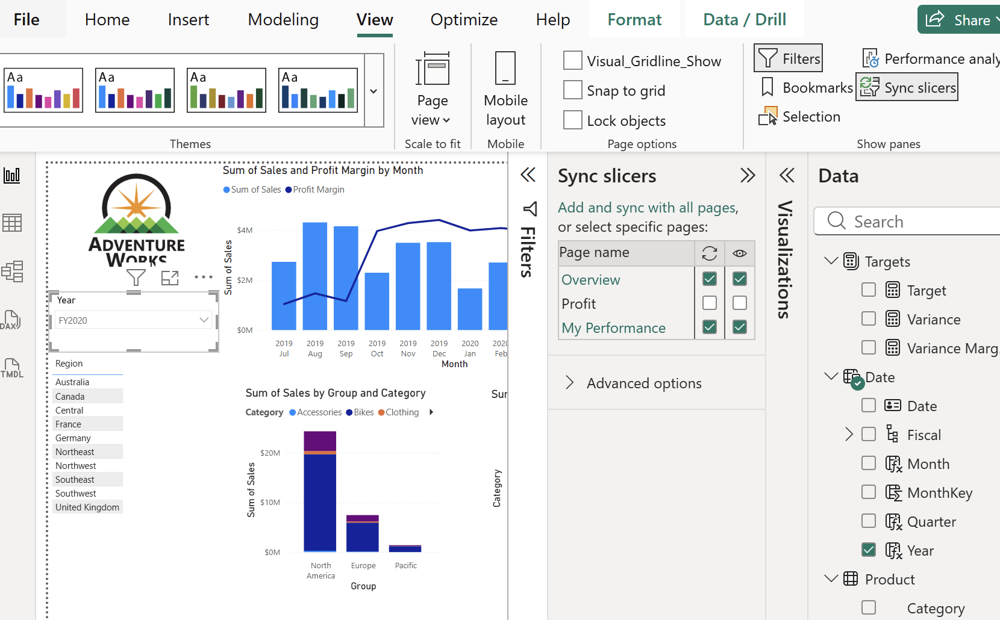 File Home Insert Modeling View Optimize Help Format Data / Drill Share
Aa Aa Aa Aa
Themes
Page
view
Scale to fit
Mobile
layout
Mobile
Visual_Gridline_Show
Snap to grid
Lock objects
Page options
Filters
Bookmarks
Selection
Performance analy
Sync slicers
Show panes
DAX
TMDL
ADVENTURE
WORKS
Year
FY2020
Region
Australia
Canada
Central
France
Germany
Northeast
Northwest
Southeast
Southwest
United Kingdom
Sum of Sales and Profit Margin by Month
Sum of Sales Profit Margin
Sum of Sales
$4M
$2M
$0M
2019 2019 2019 2019 2019 2019 2020 2020
Jul Aug Sep Oct Nov Dec Jan Feb
Month
Sum of Sales by Group and Category
Category Accessories Bikes Clothing
Sum of Sales
$20M
$10M
$0M
North Europe Pacific
America
Group
Sur
Category
Filters
Sync slicers
Add and sync with all pages,
or select specific pages:
Page name
Overview
Profit
My Performance
Advanced options
Visualizations
Data
Search
Targets
Target
Variance
Variance Marg
Date
Date
Fiscal
Month
MonthKey
Quarter
Year
Product
Category